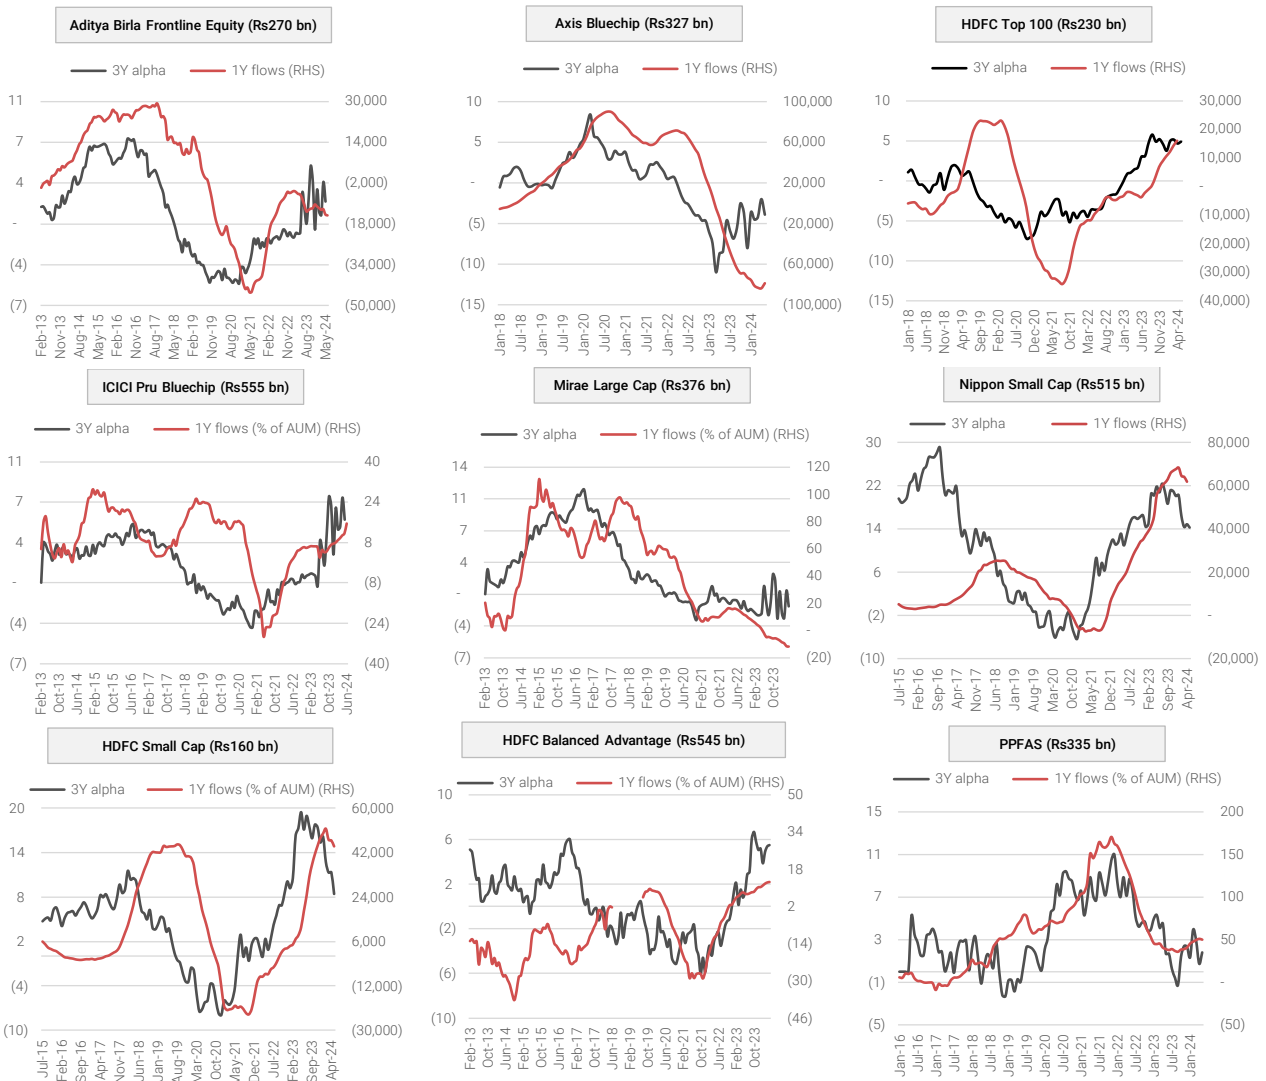 Aditya Birla Frontline Equity (Rs270 bn)
3Y alpha
1Y flows (RHS)
11
7
4
-
(4)
(7)
30,000
14,000
(2,000)
(18,000)
(34,000)
(50,000)
Feb-13
Nov-13
Aug-14
May-15
Feb-16
Nov-16
Aug-17
May-18
Feb-19
Nov-19
Aug-20
May-21
Feb-22
Nov-22
Aug-23
May-24
Axis Bluechip (Rs327 bn)
3Y alpha
1Y flows (RHS)
10
5
-
(5)
(10)
(15)
100,000
60,000
20,000
(20,000)
(60,000)
(100,000)
Jan-18
Jul-18
Jan-19
Jul-19
Jan-20
Jul-20
Jan-21
Jul-21
Jan-22
Jul-22
Jan-23
Jul-23
Jan-24
HDFC Top 100 (Rs230 bn)
3Y alpha
1Y flows (RHS)
10
5
-
(5)
(10)
(15)
30,000
20,000
10,000
-
(10,000)
(20,000)
(30,000)
(40,000)
Jan-18
Jun-18
Nov-18
Apr-19
Sep-19
Feb-20
Jul-20
Dec-20
May-21
Oct-21
Mar-22
Aug-22
Jan-23
Jun-23
Nov-23
Apr-24
ICICI Pru Bluechip (Rs555 bn)
3Y alpha
1Y flows (% of AUM) (RHS)
11
7
4
-
(4)
(7)
40
24
8
(8)
(24)
(40)
Feb-13
Oct-13
Jun-14
Feb-15
Oct-15
Jun-16
Feb-17
Oct-17
Jun-18
Feb-19
Oct-19
Jun-20
Feb-21
Oct-21
Jun-22
Feb-23
Oct-23
Jun-24
Mirae Large Cap (Rs376 bn)
3Y alpha
1Y flows (% of AUM) (RHS)
14
11
7
4
-
(4)
(7)
120
100
80
60
40
20
-
(20)
Feb-13
Oct-13
Jun-14
Feb-15
Oct-15
Jun-16
Feb-17
Oct-17
Jun-18
Feb-19
Oct-19
Jun-20
Feb-21
Oct-21
Jun-22
Feb-23
Oct-23
Nippon Small Cap (Rs515 bn)
3Y alpha
1Y flows (RHS)
30
22
14
6
(2)
(10)
80,000
60,000
40,000
20,000
-
(20,000)
Jul-15
Feb-16
Sep-16
Apr-17
Nov-17
Jun-18
Jan-19
Aug-19
Mar-20
Oct-20
May-21
Dec-21
Jul-22
Feb-23
Sep-23
Apr-24
HDFC Small Cap (Rs160 bn)
3Y alpha
1Y flows (% of AUM) (RHS)
20
14
8
2
(4)
(10)
60,000
42,000
24,000
6,000
(12,000)
(30,000)
Jul-15
Feb-16
Sep-16
Apr-17
Nov-17
Jun-18
Jan-19
Aug-19
Mar-20
Oct-20
May-21
Dec-21
Jul-22
Feb-23
Sep-23
Apr-24
HDFC Balanced Advantage (Rs545 bn)
3Y alpha
1Y flows (% of AUM) (RHS)
10
6
2
(2)
(6)
(10)
50
34
18
2
(14)
(30)
(46)
Feb-13
Oct-13
Jun-14
Feb-15
Oct-15
Jun-16
Feb-17
Oct-17
Jun-18
Feb-19
Oct-19
Jun-20
Feb-21
Oct-21
Jun-22
Feb-23
Oct-23
PPFAS (Rs335 bn)
3Y alpha
1Y flows (% of AUM) (RHS)
15
11
7
3
(1)
(5)
200
150
100
50
-
(50)
Jan-16
Jul-16
Jan-17
Jul-17
Jan-18
Jul-18
Jan-19
Jul-19
Jan-20
Jul-20
Jan-21
Jul-21
Jan-22
Jul-22
Jan-23
Jul-23
Jan-24